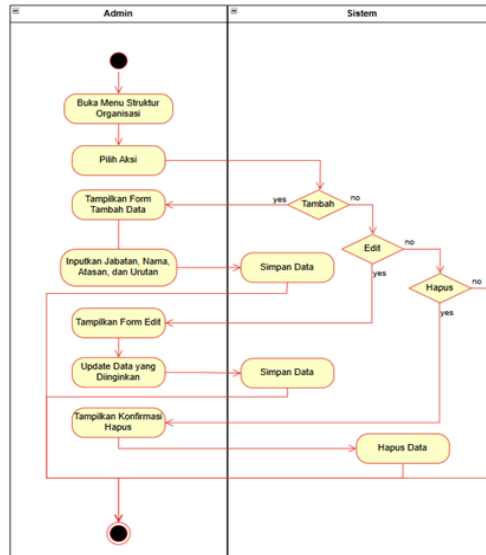 Admin
Sistem
Buka Menu Struktur
Organisasi
Pilih Aksi
Tambah
yes
no
Tampilkan Form
Tambah Data
Edit
no
yes
Inputkan Jabatan, Nama,
Atasan, dan Urutan
Simpan Data
Hapus
no
yes
Tampilkan Form Edit
Update Data yang
Diinginkan
Simpan Data
Tampilkan Konfirmasi
Hapus
Hapus Data